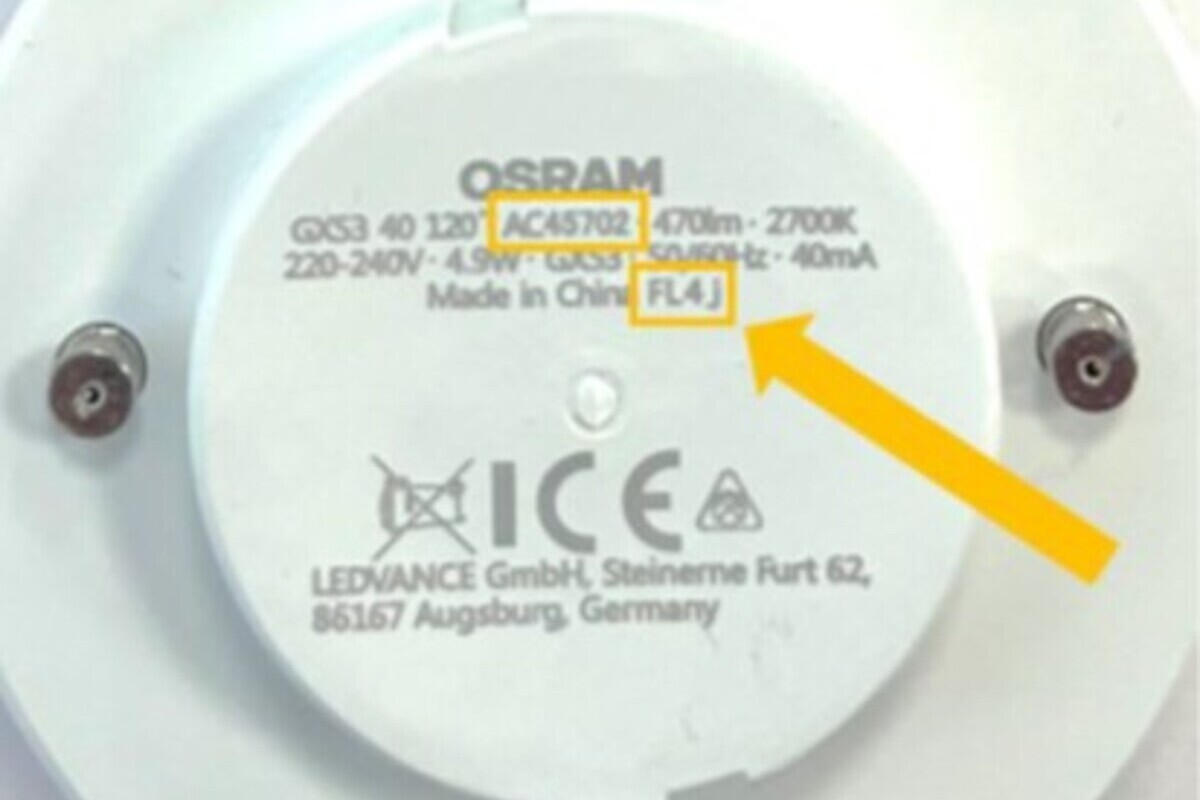 OSRAM
GX53 40 120° AC45702 · 470lm · 2700K
220-240V · 4.9W · GX53 · 50/60Hz · 40mA
Made in China FL4 j
CE
LEDVANCE GmbH, Steinerne Furt 62,
86167 Augsburg, Germany